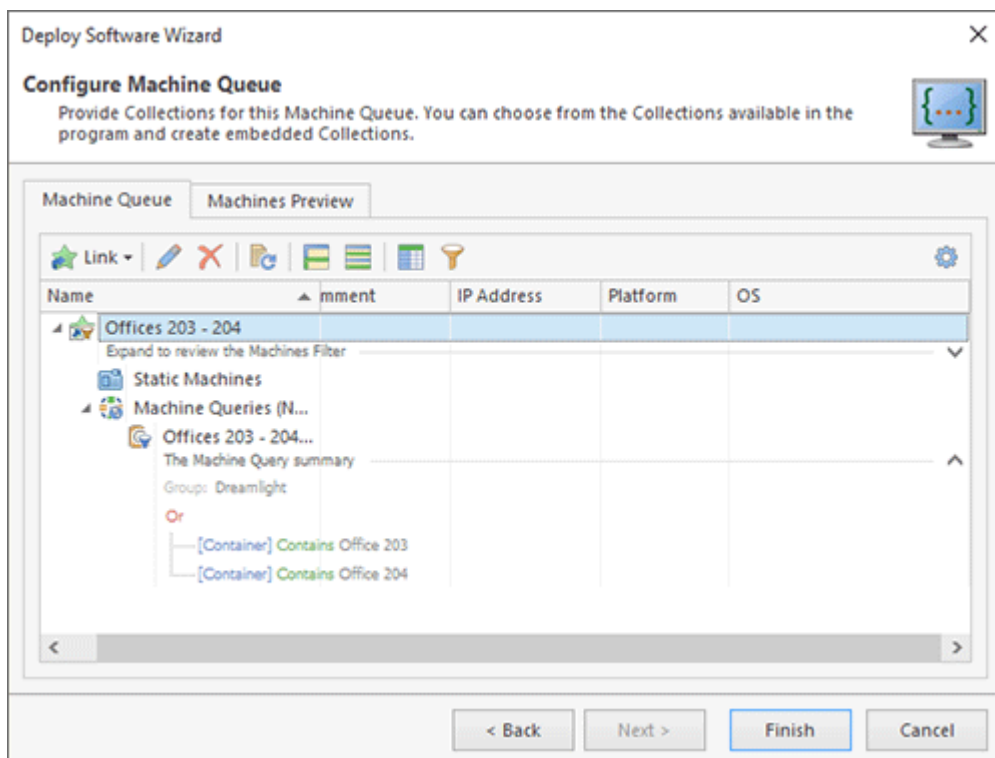 Deploy Software Wizard
Configure Machine Queue
Provide Collections for this Machine Queue. You can choose from the Collections available in the
program and create embedded Collections.
{...}
Machine Queue Machines Preview
Link
Name mment IP Address Platform OS
Offices 203 - 204
Expand to review the Machines Filter
Static Machines
Machine Queries (N...
Offices 203 - 204...
The Machine Query summary
Group: Dreamlight
Or
[Container] Contains Office 203
[Container] Contains Office 204
< Back Next > Finish Cancel